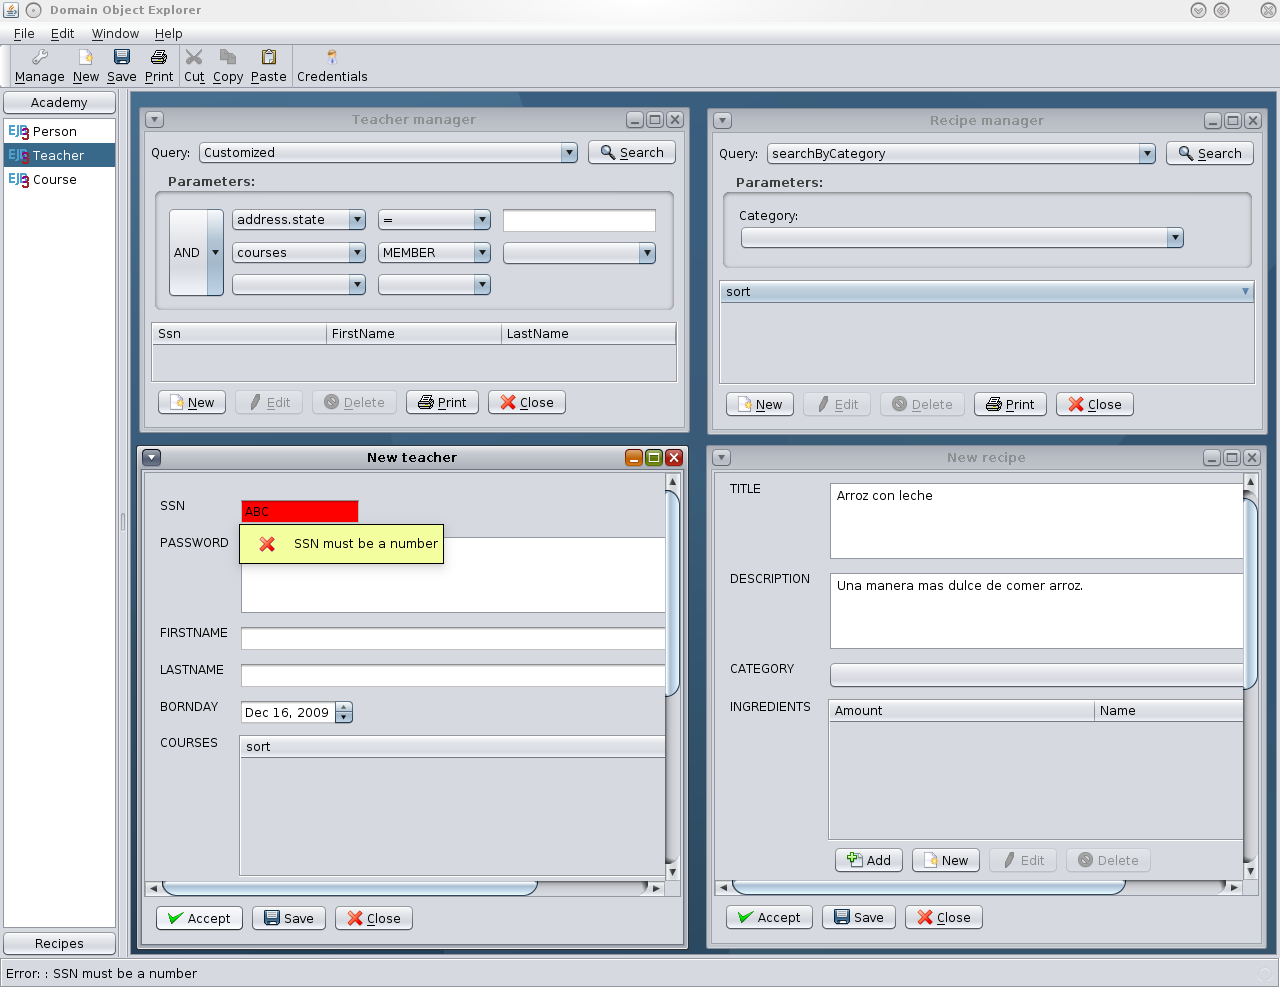 Domain Object Explorer
File Edit Window Help
Manage New Save Print Cut Copy Paste Credentials
Academy
EJB3 Person
EJB3 Teacher
EJB3 Course
Recipes
Teacher manager
Query: Customized Search
Parameters:
AND
address.state =
courses MEMBER
Ssn FirstName LastName
New Edit Delete Print Close
Recipe manager
Query: searchByCategory Search
Parameters:
Category:
sort
New Edit Delete Print Close
New teacher
SSN ABC
SSN must be a number
PASSWORD
FIRSTNAME
LASTNAME
BORNDAY Dec 16, 2009
COURSES sort
Accept Save Close
New recipe
TITLE Arroz con leche
DESCRIPTION Una manera mas dulce de comer arroz.
CATEGORY
INGREDIENTS Amount Name
Add New Edit Delete
Accept Save Close
Error: : SSN must be a number